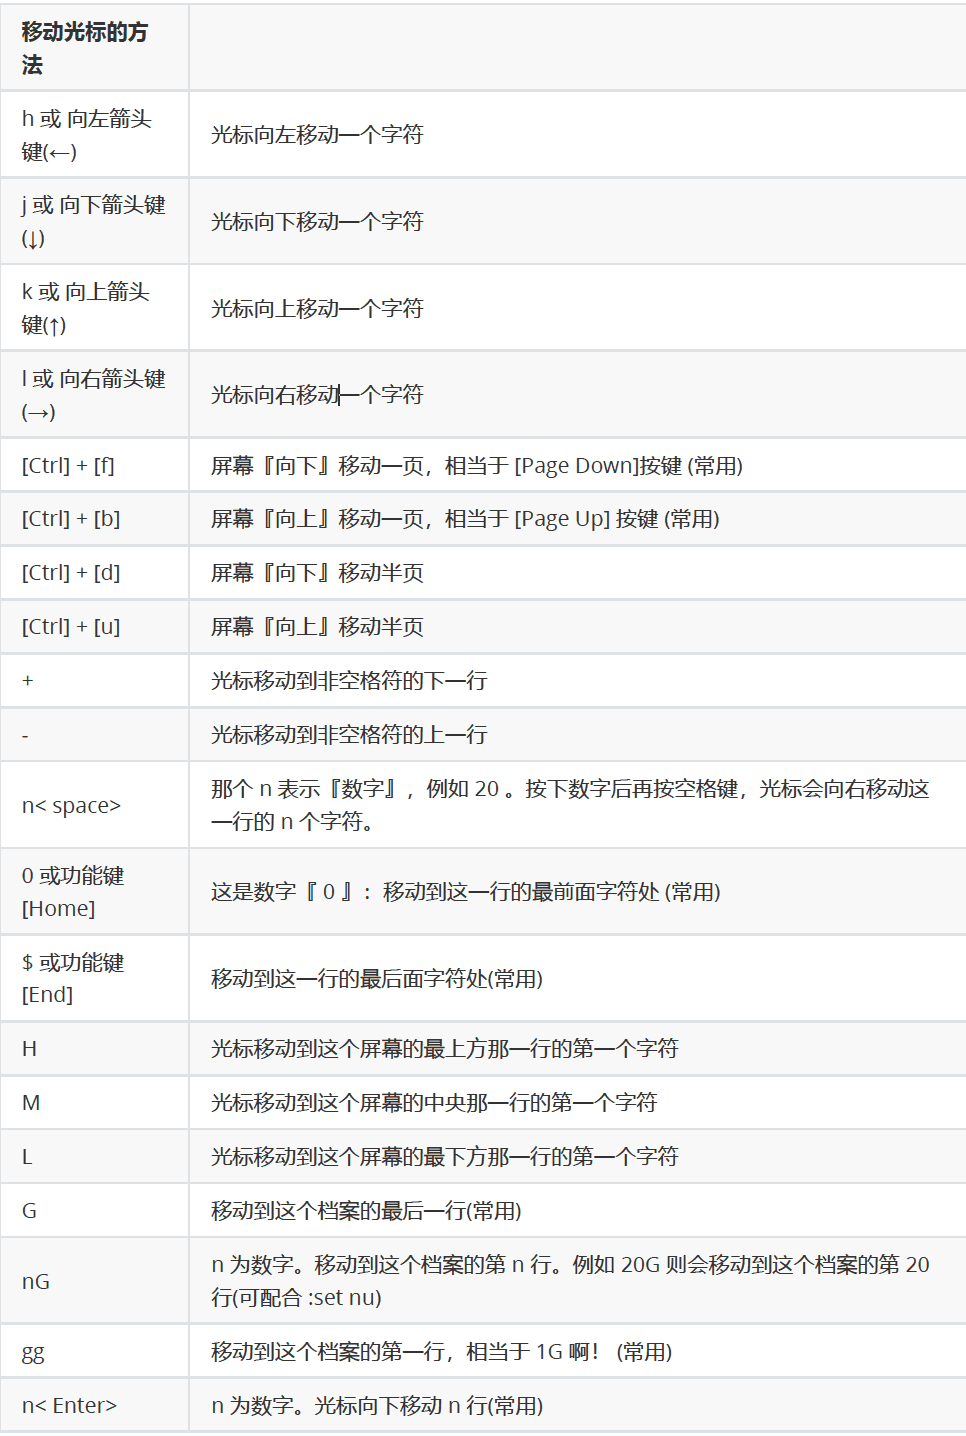 移动光标的方
法
h 或 向左箭头
键(←)
光标向左移动一个字符
j 或 向下箭头键
(↓)
光标向下移动一个字符
k 或 向上箭头
键(↑)
光标向上移动一个字符
l 或 向右箭头键
(→)
光标向右移动一个字符
[Ctrl] + [f]
屏幕『向下』移动一页，相当于 [Page Down]按键 (常用)
[Ctrl] + [b]
屏幕『向上』移动一页，相当于 [Page Up] 按键 (常用)
[Ctrl] + [d]
屏幕『向下』移动半页
[Ctrl] + [u]
屏幕『向上』移动半页
+
光标移动到非空格符的下一行
-
光标移动到非空格符的上一行
n< space>
那个 n 表示『数字』，例如 20 。按下数字后再按空格键，光标会向右移动这
一行的 n 个字符。
0 或功能键
[Home]
这是数字『 0 』：移动到这一行的最前面字符处 (常用)
$ 或功能键
[End]
移动到这一行的最后面字符处(常用)
H
光标移动到这个屏幕的最上方那一行的第一个字符
M
光标移动到这个屏幕的中央那一行的第一个字符
L
光标移动到这个屏幕的最下方那一行的第一个字符
G
移动到这个档案的最后一行(常用)
nG
n 为数字。移动到这个档案的第 n 行。例如 20G 则会移动到这个档案的第 20
行(可配合 :set nu)
gg
移动到这个档案的第一行，相当于 1G 啊！ (常用)
n< Enter>
n 为数字。光标向下移动 n 行(常用)